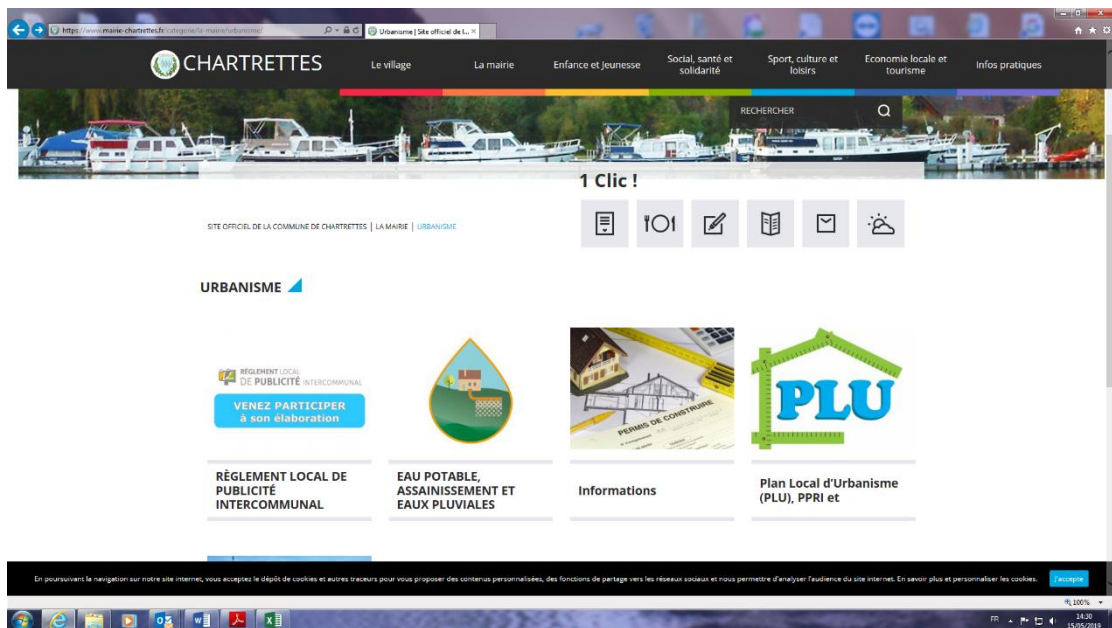 https://www.mairie-chartrettes.fr/categorie/la-mairie/urbanisme/
Urbanisme | Site officiel de l...
CHARTRETTES
Le village
La mairie
Enfance et Jeunesse
Social, santé et
solidarité
Sport, culture et
loisirs
Economie locale et
tourisme
Infos pratiques
RECHERCHER
1 Clic !
SITE OFFICIEL DE LA COMMUNE DE CHARTRETTES | LA MAIRIE | URBANISME
URBANISME
RÈGLEMENT LOCAL
DE PUBLICITÉ INTERCOMMUNAL
VENEZ PARTICIPER
à son élaboration
PERMIS DE CONSTRUIRE
PLU
RÈGLEMENT LOCAL DE
PUBLICITÉ
INTERCOMMUNAL
EAU POTABLE,
ASSAINISSEMENT ET
EAUX PLUVIALES
Informations
Plan Local d'Urbanisme
(PLU), PPRI et
En poursuivant la navigation sur notre site internet, vous acceptez le dépôt de cookies et autres traceurs pour vous proposer des contenus personnalisés, des fonctions de partage vers les réseaux sociaux et nous permettre d'analyser l'audience du site internet. En savoir plus et personnaliser les cookies.
J'accepte
100%
FR
14:30
15/05/2019